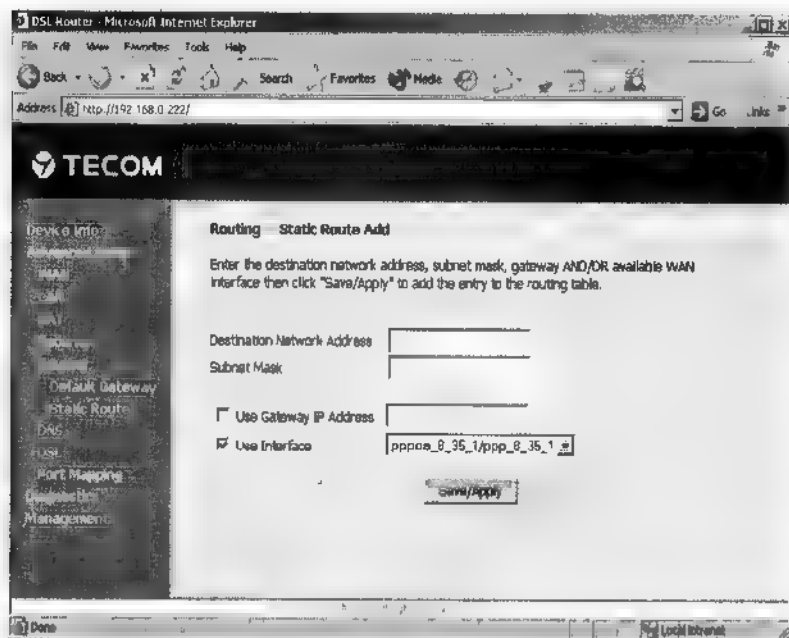 DSL Router - Microsoft Internet Explorer
File Edit View Favorites Tools Help
Back Search Favorites Media
Address http://192.168.0.222/ Go Links »
TECOM
Device Info
Default Gateway
Static Route
DNS
DSL
Port Mapping
Diagnostics
Management
Routing -- Static Route Add
Enter the destination network address, subnet mask, gateway AND/OR available WAN
interface then click "Save/Apply" to add the entry to the routing table.
Destination Network Address
Subnet Mask
Use Gateway IP Address
Use Interface pppoa_8_35_1/ppp_8_35_1
Save/Apply
Done Local intranet